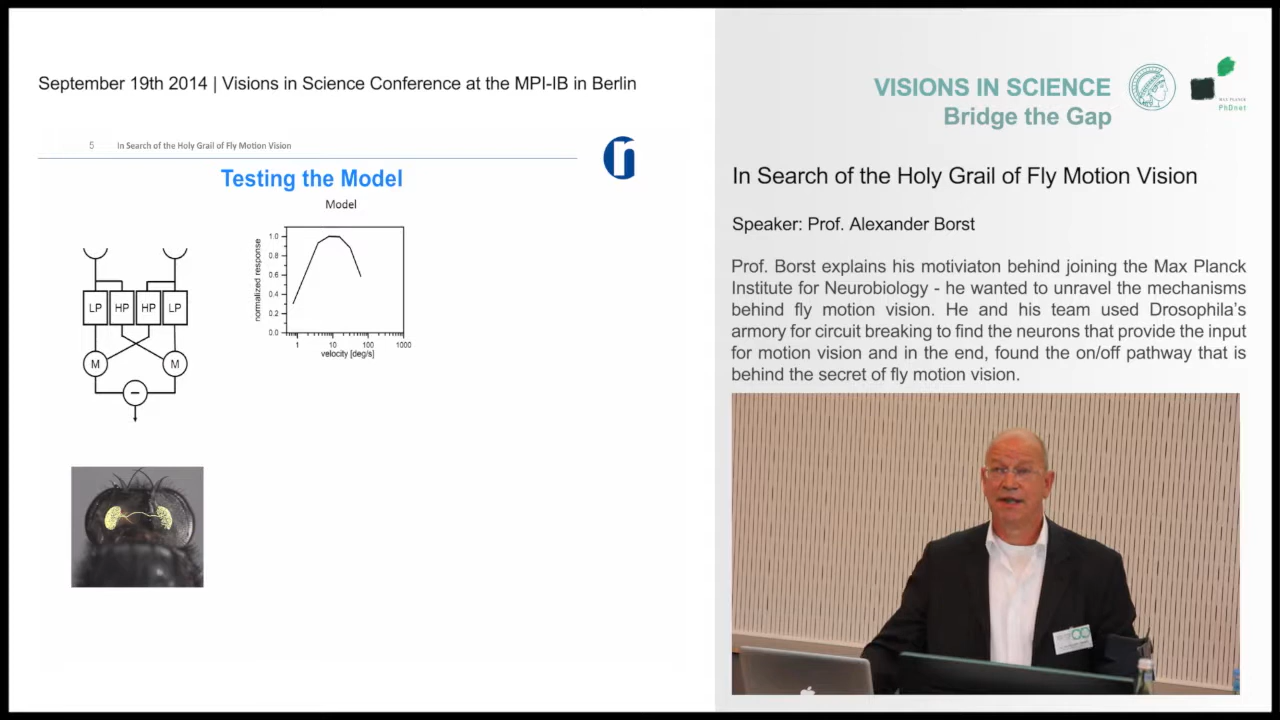 September 19th 2014 | Visions in Science Conference at the MPI-IB in Berlin
5 In Search of the Holy Grail of Fly Motion Vision
Testing the Model
Model
normalized response
1.0
0.8
0.6
0.4
0.2
0.0
1 10 100 1000
velocity [deg/s]
LP HP HP LP
M M
−
VISIONS IN SCIENCE
Bridge the Gap
MAX PLANCK
PhDnet
In Search of the Holy Grail of Fly Motion Vision
Speaker: Prof. Alexander Borst
Prof. Borst explains his motiviaton behind joining the Max Planck
Institute for Neurobiology - he wanted to unravel the mechanisms
behind fly motion vision. He and his team used Drosophila's
armory for circuit breaking to find the neurons that provide the input
for motion vision and in the end, found the on/off pathway that is
behind the secret of fly motion vision.